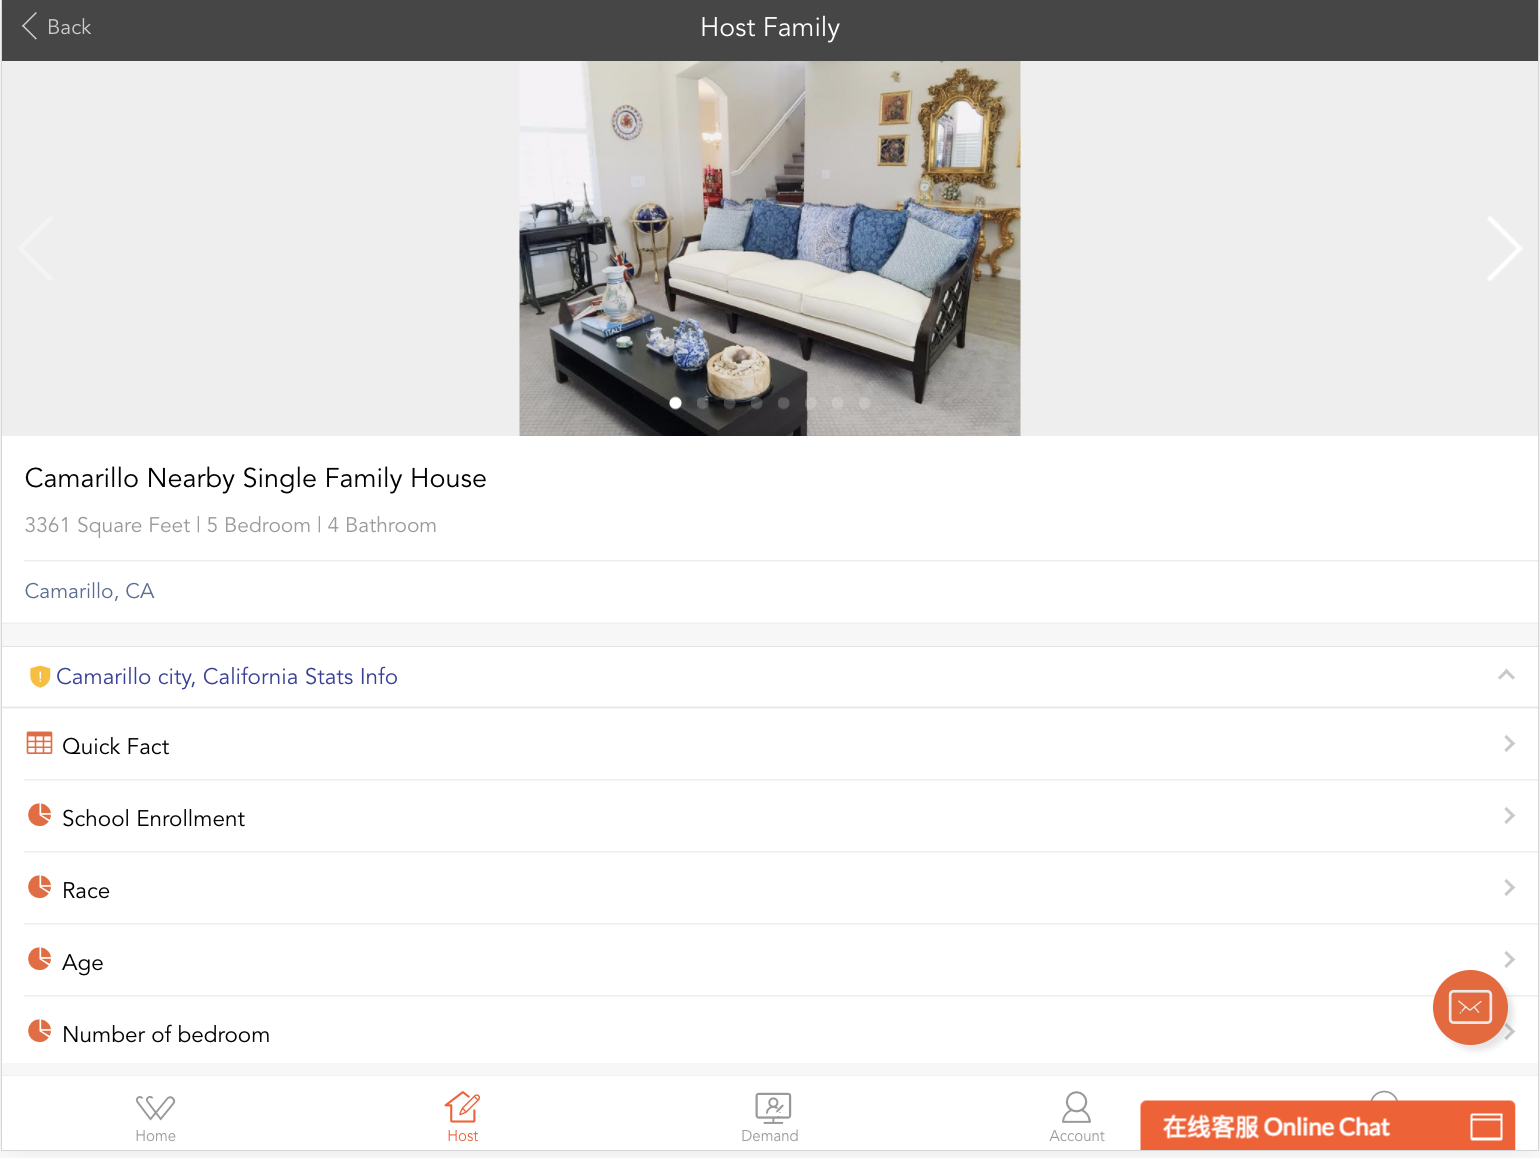 Back
Host Family
ITALY
Camarillo Nearby Single Family House
3361 Square Feet | 5 Bedroom | 4 Bathroom
Camarillo, CA
Camarillo city, California Stats Info
Quick Fact
School Enrollment
Race
Age
Number of bedroom
Home
Host
Demand
Account
在线客服 Online Chat